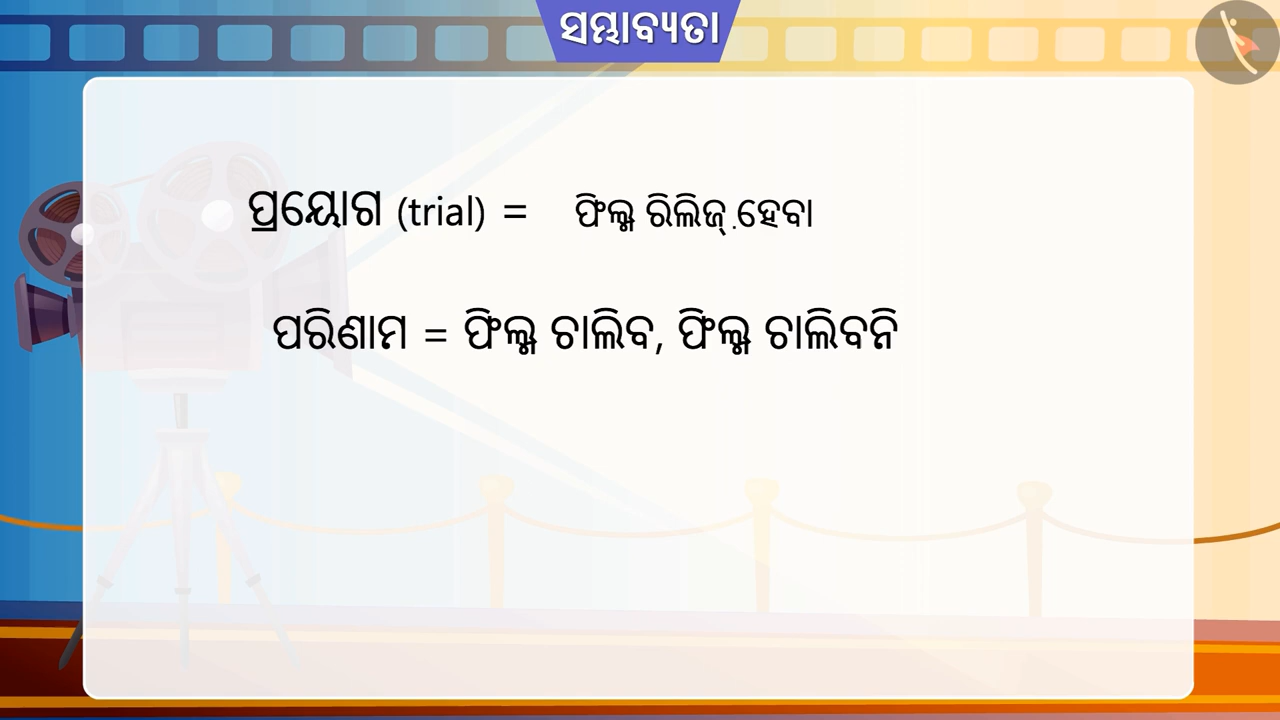 ସମ୍ଭାବ୍ୟତା
ପ୍ରୟୋଗ (trial) = ଫିଲ୍ମ ରିଲିଜ୍ ହେବା
ପରିଣାମ = ଫିଲ୍ମ ଚାଲିବ, ଫିଲ୍ମ ଚାଲିବନି